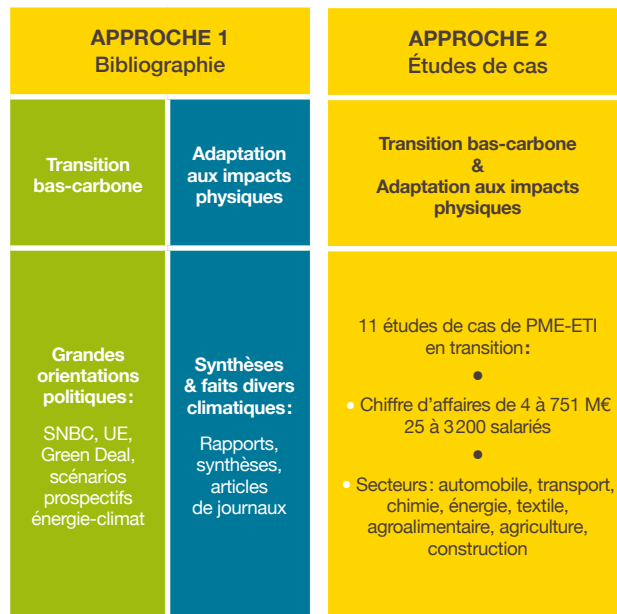 APPROCHE 1
Bibliographie
Transition
bas-carbone
Adaptation
aux impacts
physiques
Grandes
orientations
politiques :
SNBC, UE,
Green Deal,
scénarios
prospectifs
énergie-climat
Synthèses
& faits divers
climatiques :
Rapports,
synthèses,
articles
de journaux
APPROCHE 2
Études de cas
Transition bas-carbone
&
Adaptation aux impacts
physiques
11 études de cas de PME-ETI
en transition :
•
• Chiffre d'affaires de 4 à 751 M€
25 à 3 200 salariés
•
• Secteurs : automobile, transport,
chimie, énergie, textile,
agroalimentaire, agriculture,
construction